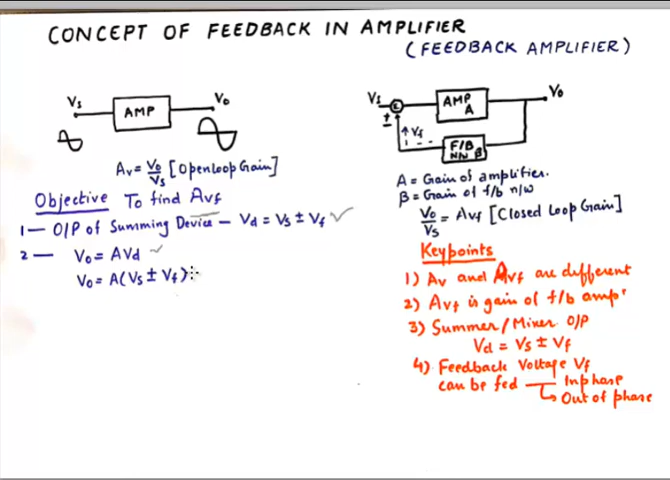 CONCEPT OF FEEDBACK IN AMPLIFIER
(FEEDBACK AMPLIFIER)
Vs
AMP
Vo
Av = Vo/Vs [Open Loop Gain]
Objective To find Avf
1 — O/P of Summing Device — Vd = Vs ± Vf
2 — Vo = AVd
Vo = A(Vs ± Vf)
Vs
Σ
±
AMP
A
Vo
↑Vf
F/B
N/W β
A = Gain of amplifier.
β = Gain of f/b n/w
Vo/Vs = Avf [Closed Loop Gain]
Keypoints
1) Av and Avf are different
2) Avf is gain of f/b ampr
3) Summer/Mixer O/P
Vd = Vs ± Vf
4) Feedback Voltage Vf
can be fed Inphase
Out of phase